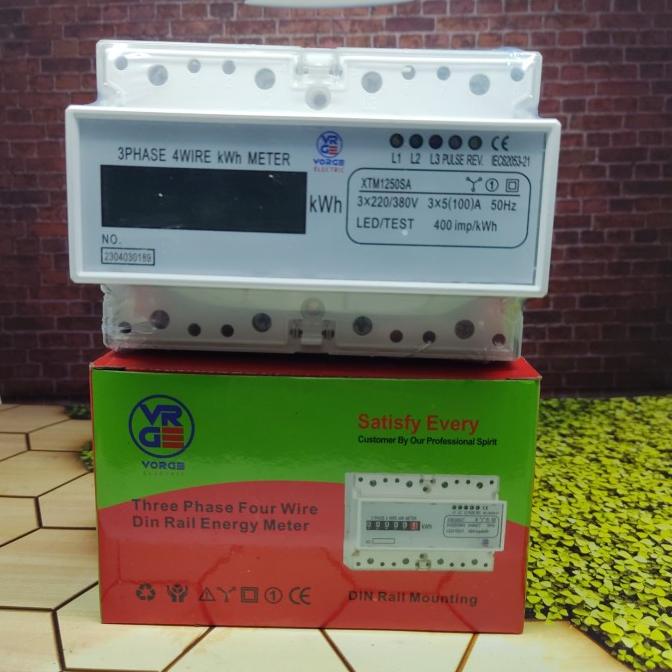 3PHASE 4WIRE kWh METER
VRGE
VORGE
ELECTRIC
L1 L2 L3 PULSE REV. IEC62053-21
CE
XTM1250SA
3×220/380V 3×5(100)A 50Hz
LED/TEST 400 imp/kWh
kWh
NO.
2304030189
VRGE
VORGE
ELECTRIC
Satisfy Every
Customer By Our Professional Spirit
Three Phase Four Wire
Din Rail Energy Meter
kWh
CE
DIN Rail Mounting